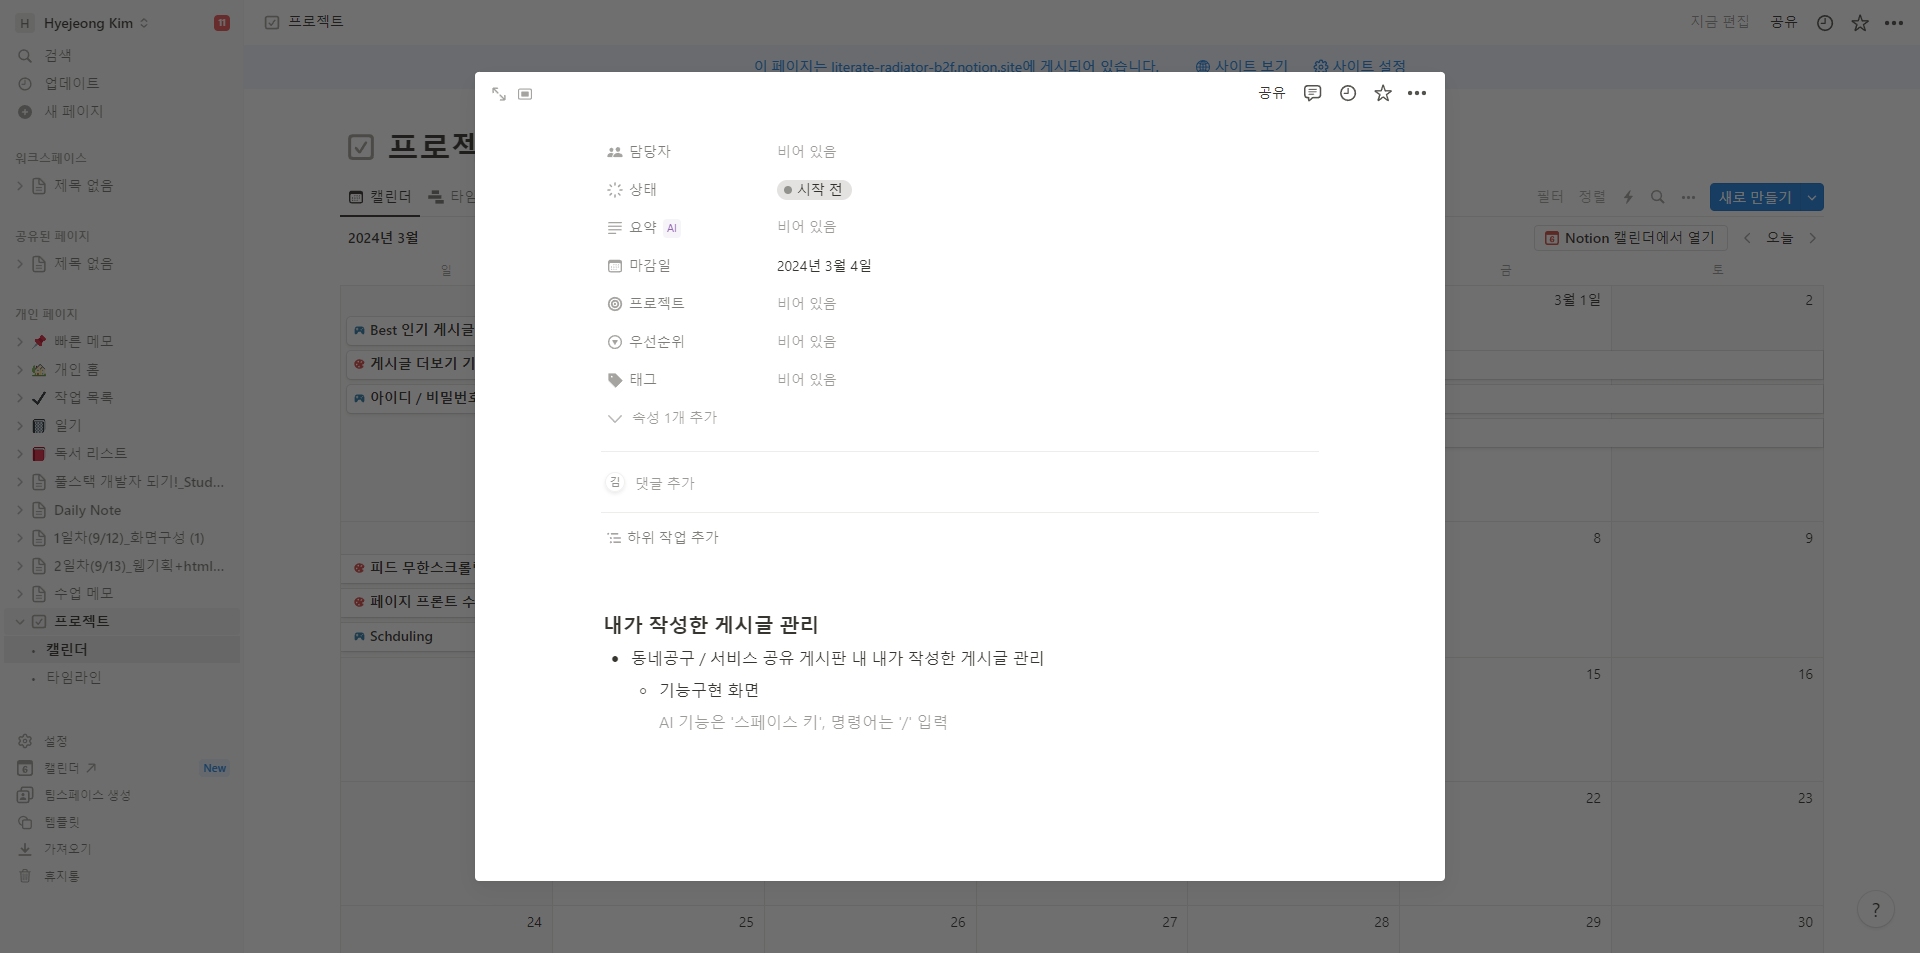 H Hyejeong Kim 11
검색
업데이트
새 페이지
워크스페이스
제목 없음
공유된 페이지
제목 없음
개인 페이지
빠른 메모
개인 홈
작업 목록
일기
독서 리스트
풀스택 개발자 되기!_Stud...
Daily Note
1일차(9/12)_화면구성 (1)
2일차(9/13)_웹기획+html...
수업 메모
프로젝트
캘린더
타임라인
설정
캘린더 New
팀스페이스 생성
템플릿
가져오기
휴지통
프로젝트
지금 편집 공유
이 페이지는 literate-radiator-b2f.notion.site에 게시되어 있습니다. 사이트 보기 사이트 설정
프로젝
캘린더 타임
필터 정렬 새로 만들기
2024년 3월
Notion 캘린더에서 열기 오늘
일 금 토
3월 1일 2
Best 인기 게시글
게시글 더보기 기
아이디 / 비밀번호
8 9
피드 무한스크롤
페이지 프론트 수
Schduling
15 16
22 23
24 25 26 27 28 29 30
공유
담당자 비어 있음
상태 시작 전
요약 AI 비어 있음
마감일 2024년 3월 4일
프로젝트 비어 있음
우선순위 비어 있음
태그 비어 있음
속성 1개 추가
김 댓글 추가
하위 작업 추가
내가 작성한 게시글 관리
동네공구 / 서비스 공유 게시판 내 내가 작성한 게시글 관리
기능구현 화면
AI 기능은 '스페이스 키', 명령어는 '/' 입력
?